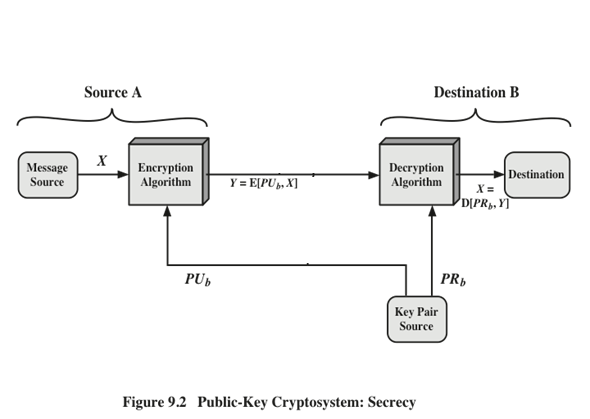 Source A
Destination B
Message
Source
X
Encryption
Algorithm
Y = E[PUb, X]
Decryption
Algorithm
X =
D[PRb, Y]
Destination
PUb
PRb
Key Pair
Source
Figure 9.2 Public-Key Cryptosystem: Secrecy